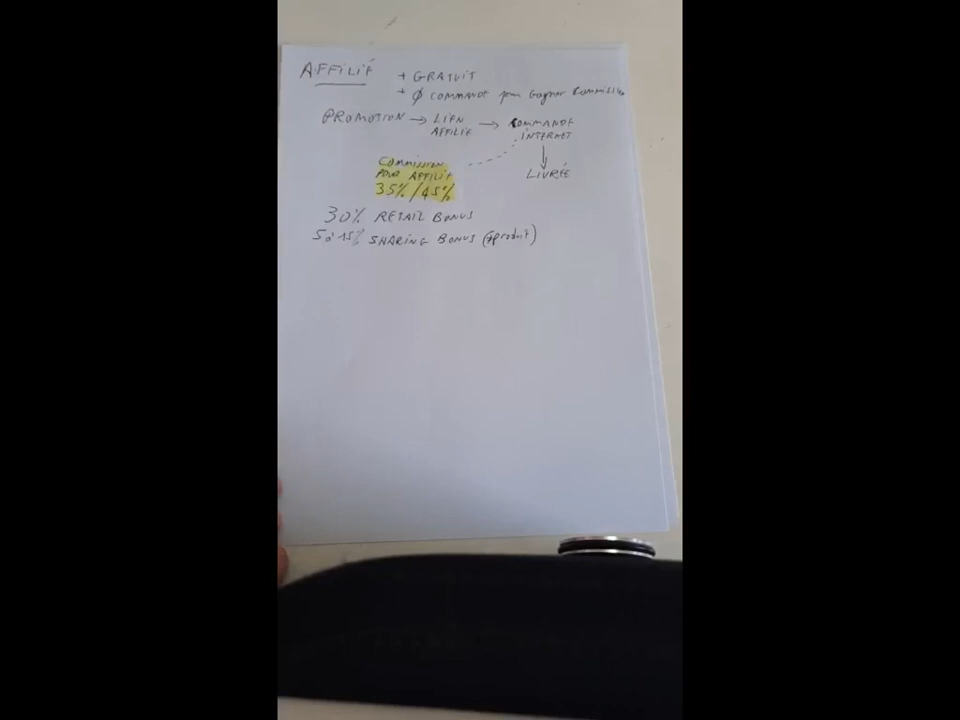 AFFILIÉ
+ GRATUIT
+ Ø COMMANDE pour Gagner Commission
PROMOTION → LIEN AFFILIÉ → COMMANDE INTERNET
↓
LIVRÉE
COMMISSION
POUR AFFILIÉ
35% / 45%
30% RETAIL BONUS
5 à 15% SHARING BONUS (produit)